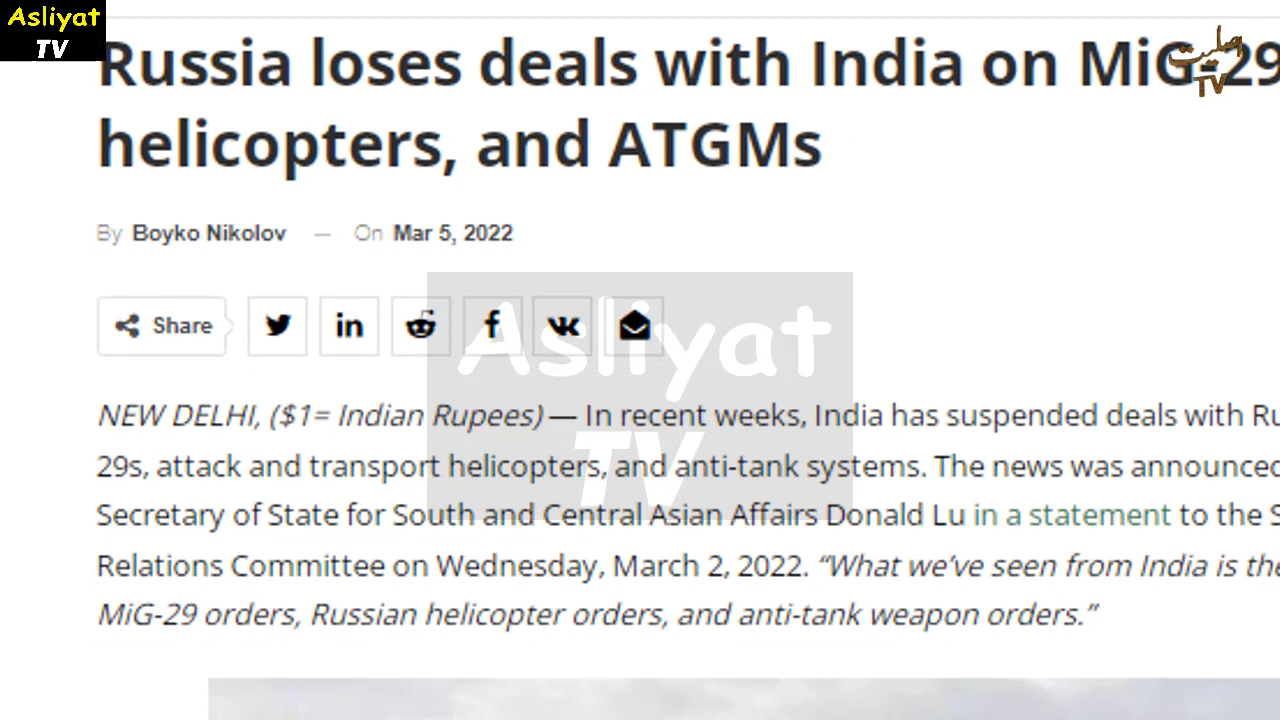 Asliyat
TV
اصلیت
TV
Russia loses deals with India on MiG-29
helicopters, and ATGMs
By Boyko Nikolov — On Mar 5, 2022
Share
Asliyat
TV
NEW DELHI, ($1= Indian Rupees) — In recent weeks, India has suspended deals with Ru
29s, attack and transport helicopters, and anti-tank systems. The news was announced
Secretary of State for South and Central Asian Affairs Donald Lu in a statement to the S
Relations Committee on Wednesday, March 2, 2022. “What we’ve seen from India is the
MiG-29 orders, Russian helicopter orders, and anti-tank weapon orders.”